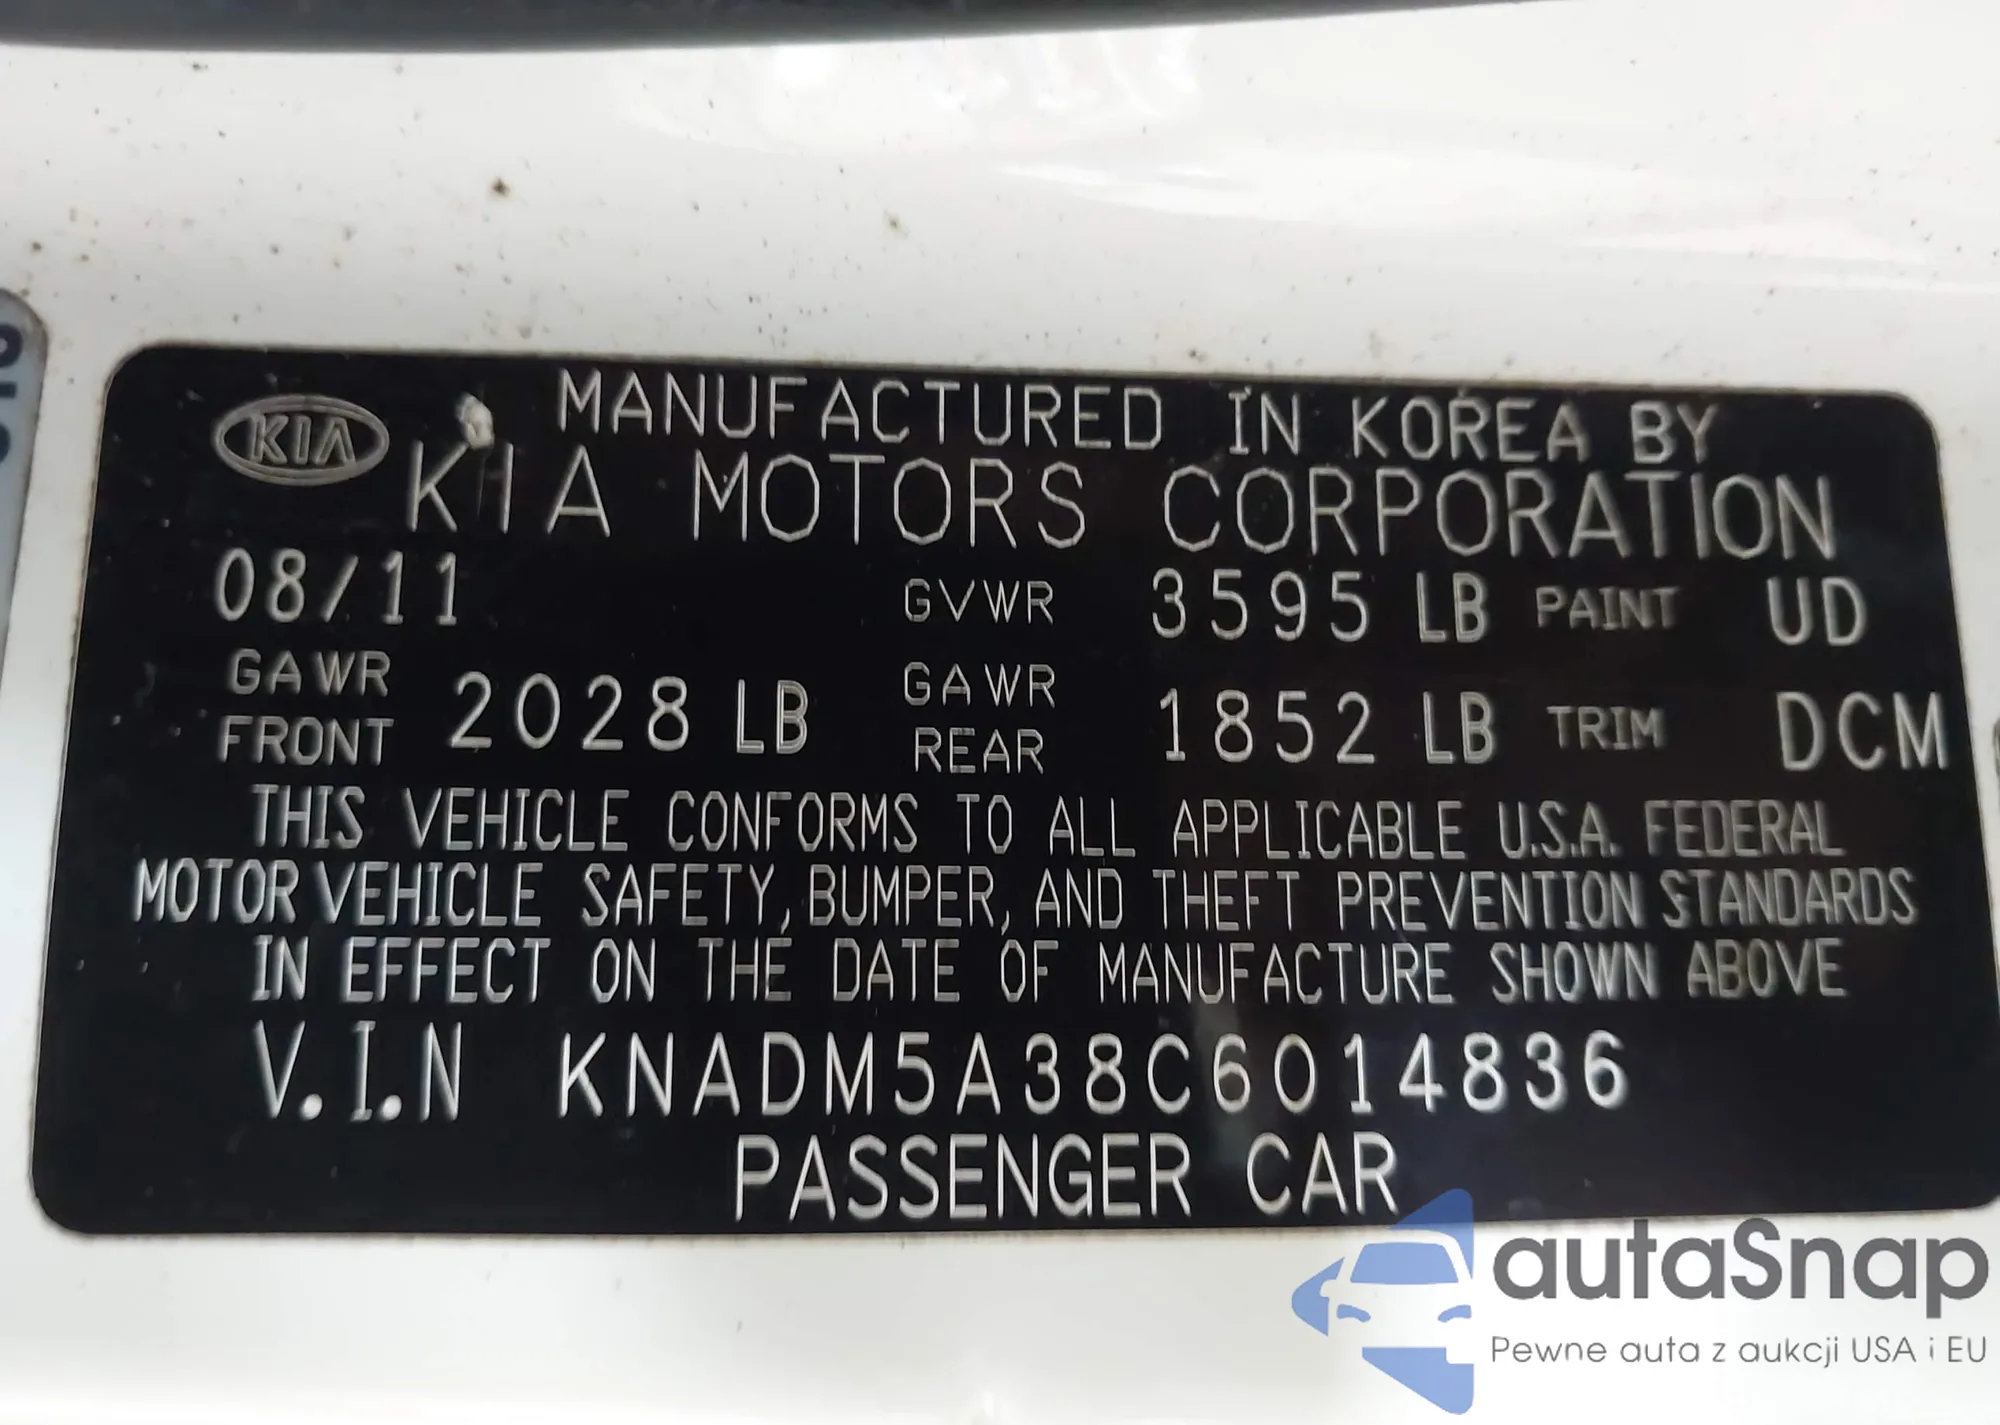 MANUFACTURED IN KOREA BY
KIA KIA MOTORS CORPORATION
08/11 GVWR 3595 LB PAINT UD
GAWR FRONT 2028 LB GAWR REAR 1852 LB TRIM DCM
THIS VEHICLE CONFORMS TO ALL APPLICABLE U.S.A. FEDERAL
MOTOR VEHICLE SAFETY, BUMPER, AND THEFT PREVENTION STANDARDS
IN EFFECT ON THE DATE OF MANUFACTURE SHOWN ABOVE
V.I.N KNADM5A38C6014836
PASSENGER CAR
autaSnap
Pewne auta z aukcji USA i EU